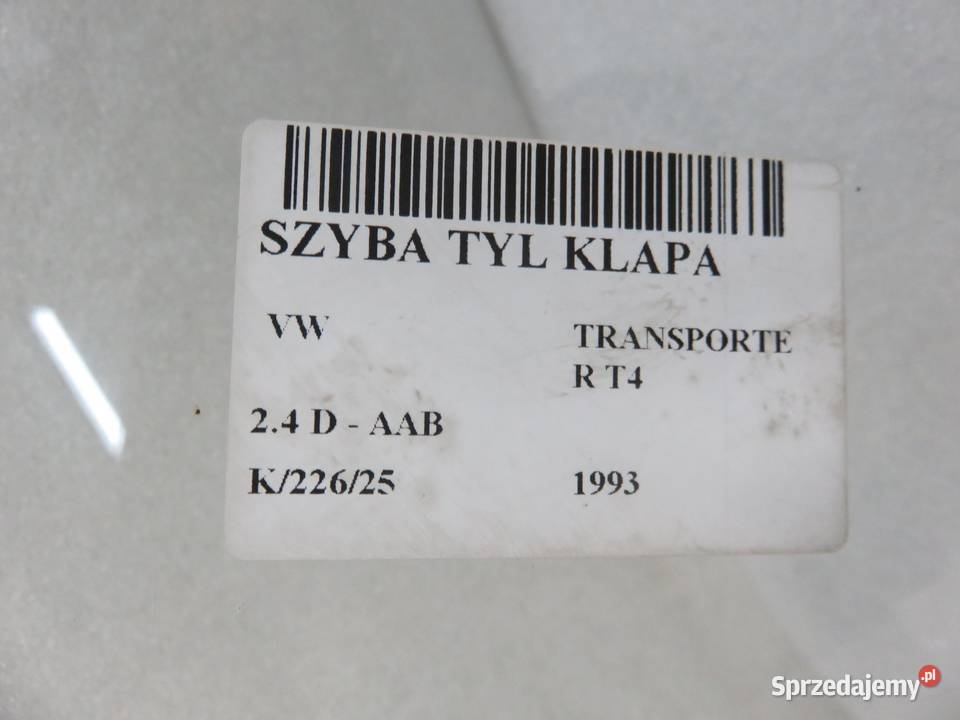 SZYBA TYL KLAPA
VW
TRANSPORTE
R T4
2.4 D - AAB
K/226/25
1993
Sprzedajemy.pl